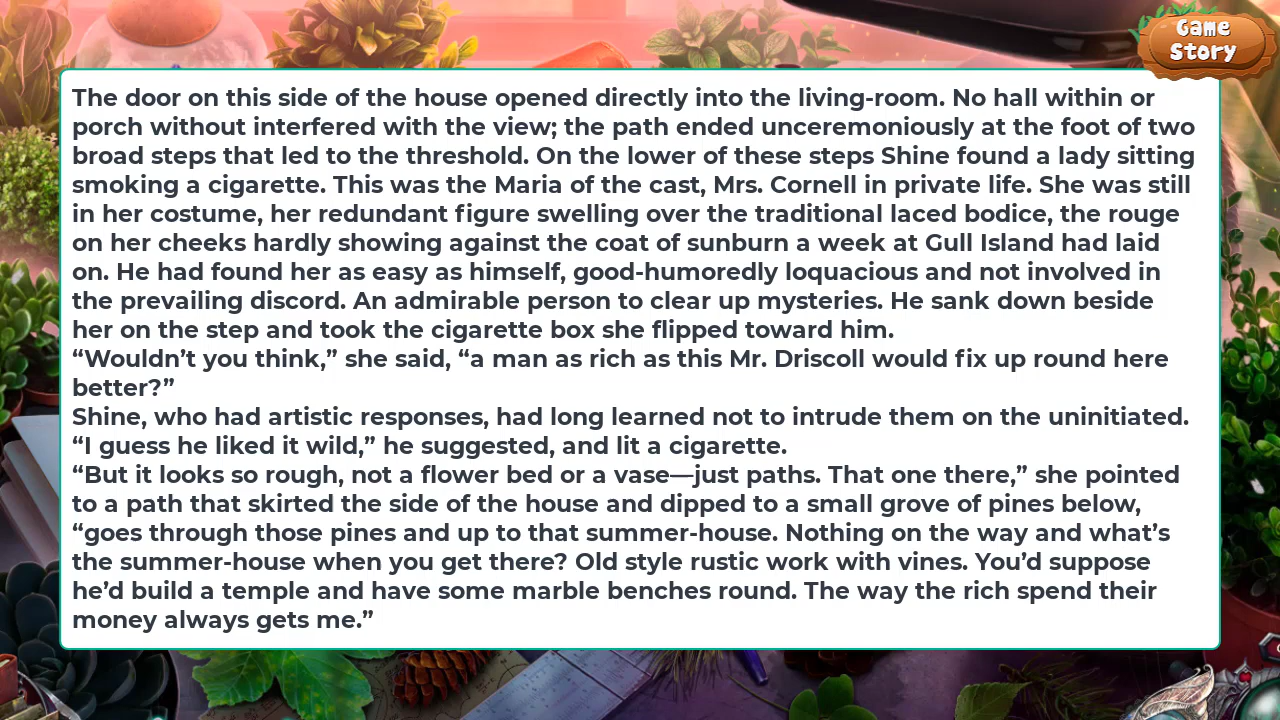 Game
Story
The door on this side of the house opened directly into the living-room. No hall within or
porch without interfered with the view; the path ended unceremoniously at the foot of two
broad steps that led to the threshold. On the lower of these steps Shine found a lady sitting
smoking a cigarette. This was the Maria of the cast, Mrs. Cornell in private life. She was still
in her costume, her redundant figure swelling over the traditional laced bodice, the rouge
on her cheeks hardly showing against the coat of sunburn a week at Gull Island had laid
on. He had found her as easy as himself, good-humoredly loquacious and not involved in
the prevailing discord. An admirable person to clear up mysteries. He sank down beside
her on the step and took the cigarette box she flipped toward him.
“Wouldn’t you think,” she said, “a man as rich as this Mr. Driscoll would fix up round here
better?”
Shine, who had artistic responses, had long learned not to intrude them on the uninitiated.
“I guess he liked it wild,” he suggested, and lit a cigarette.
“But it looks so rough, not a flower bed or a vase—just paths. That one there,” she pointed
to a path that skirted the side of the house and dipped to a small grove of pines below,
“goes through those pines and up to that summer-house. Nothing on the way and what’s
the summer-house when you get there? Old style rustic work with vines. You’d suppose
he’d build a temple and have some marble benches round. The way the rich spend their
money always gets me.”